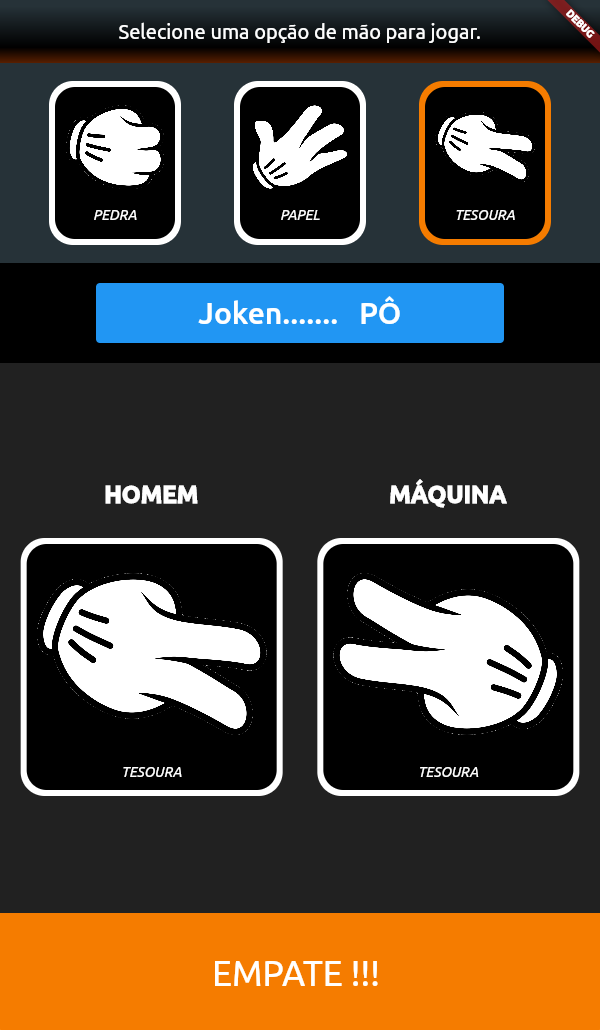 Selecione uma opção de mão para jogar.
DEBUG
PEDRA
PAPEL
TESOURA
Joken....... PÔ
HOMEM
MÁQUINA
TESOURA
TESOURA
EMPATE !!!